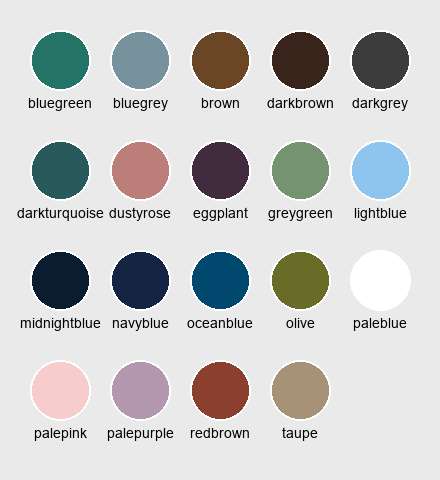 bluegreen bluegrey brown darkbrown darkgrey
darkturquoise dustyrose eggplant greygreen lightblue
midnightblue navyblue oceanblue olive paleblue
palepink palepurple redbrown taupe